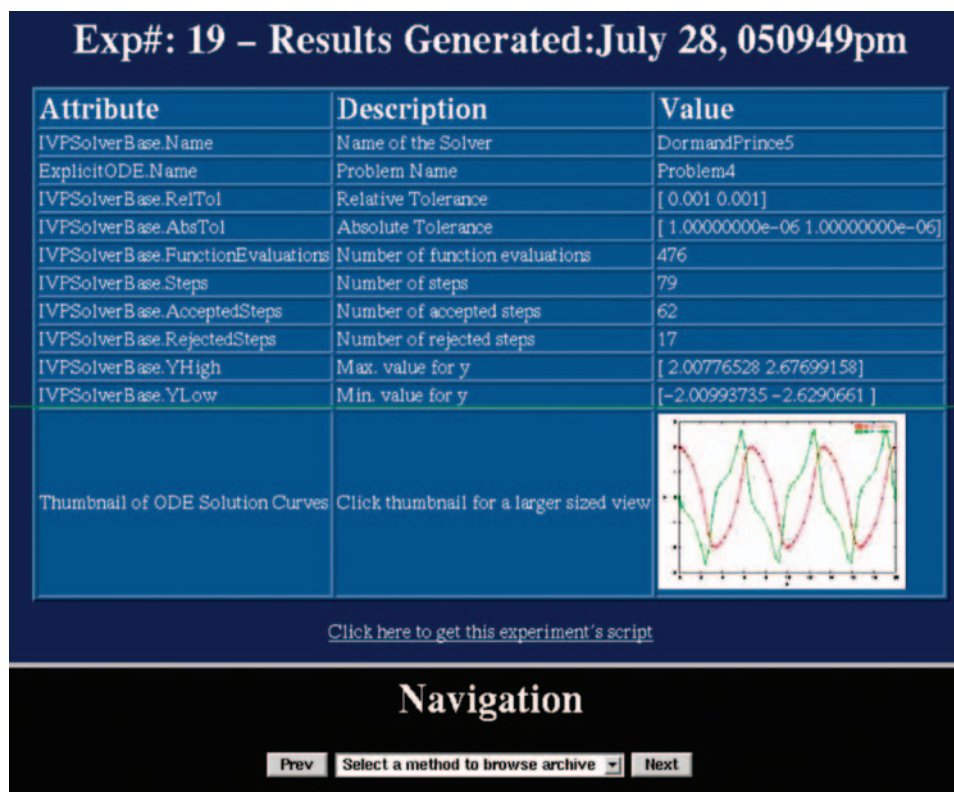 Exp#: 19 – Results Generated:July 28, 050949pm
Attribute Description Value
IVPSolverBase.Name Name of the Solver DormandPrince5
ExplicitODE.Name Problem Name Problem4
IVPSolverBase.RelTol Relative Tolerance [ 0.001 0.001]
IVPSolverBase.AbsTol Absolute Tolerance [ 1.00000000e-06 1.00000000e-06]
IVPSolverBase.FunctionEvaluations Number of function evaluations 476
IVPSolverBase.Steps Number of steps 79
IVPSolverBase.AcceptedSteps Number of accepted steps 62
IVPSolverBase.RejectedSteps Number of rejected steps 17
IVPSolverBase.YHigh Max. value for y [ 2.00776528 2.67699158]
IVPSolverBase.YLow Min. value for y [-2.00993735 -2.6290661 ]
Thumbnail of ODE Solution Curves Click thumbnail for a larger sized view
Click here to get this experiment's script
Navigation
Prev Select a method to browse archive Next